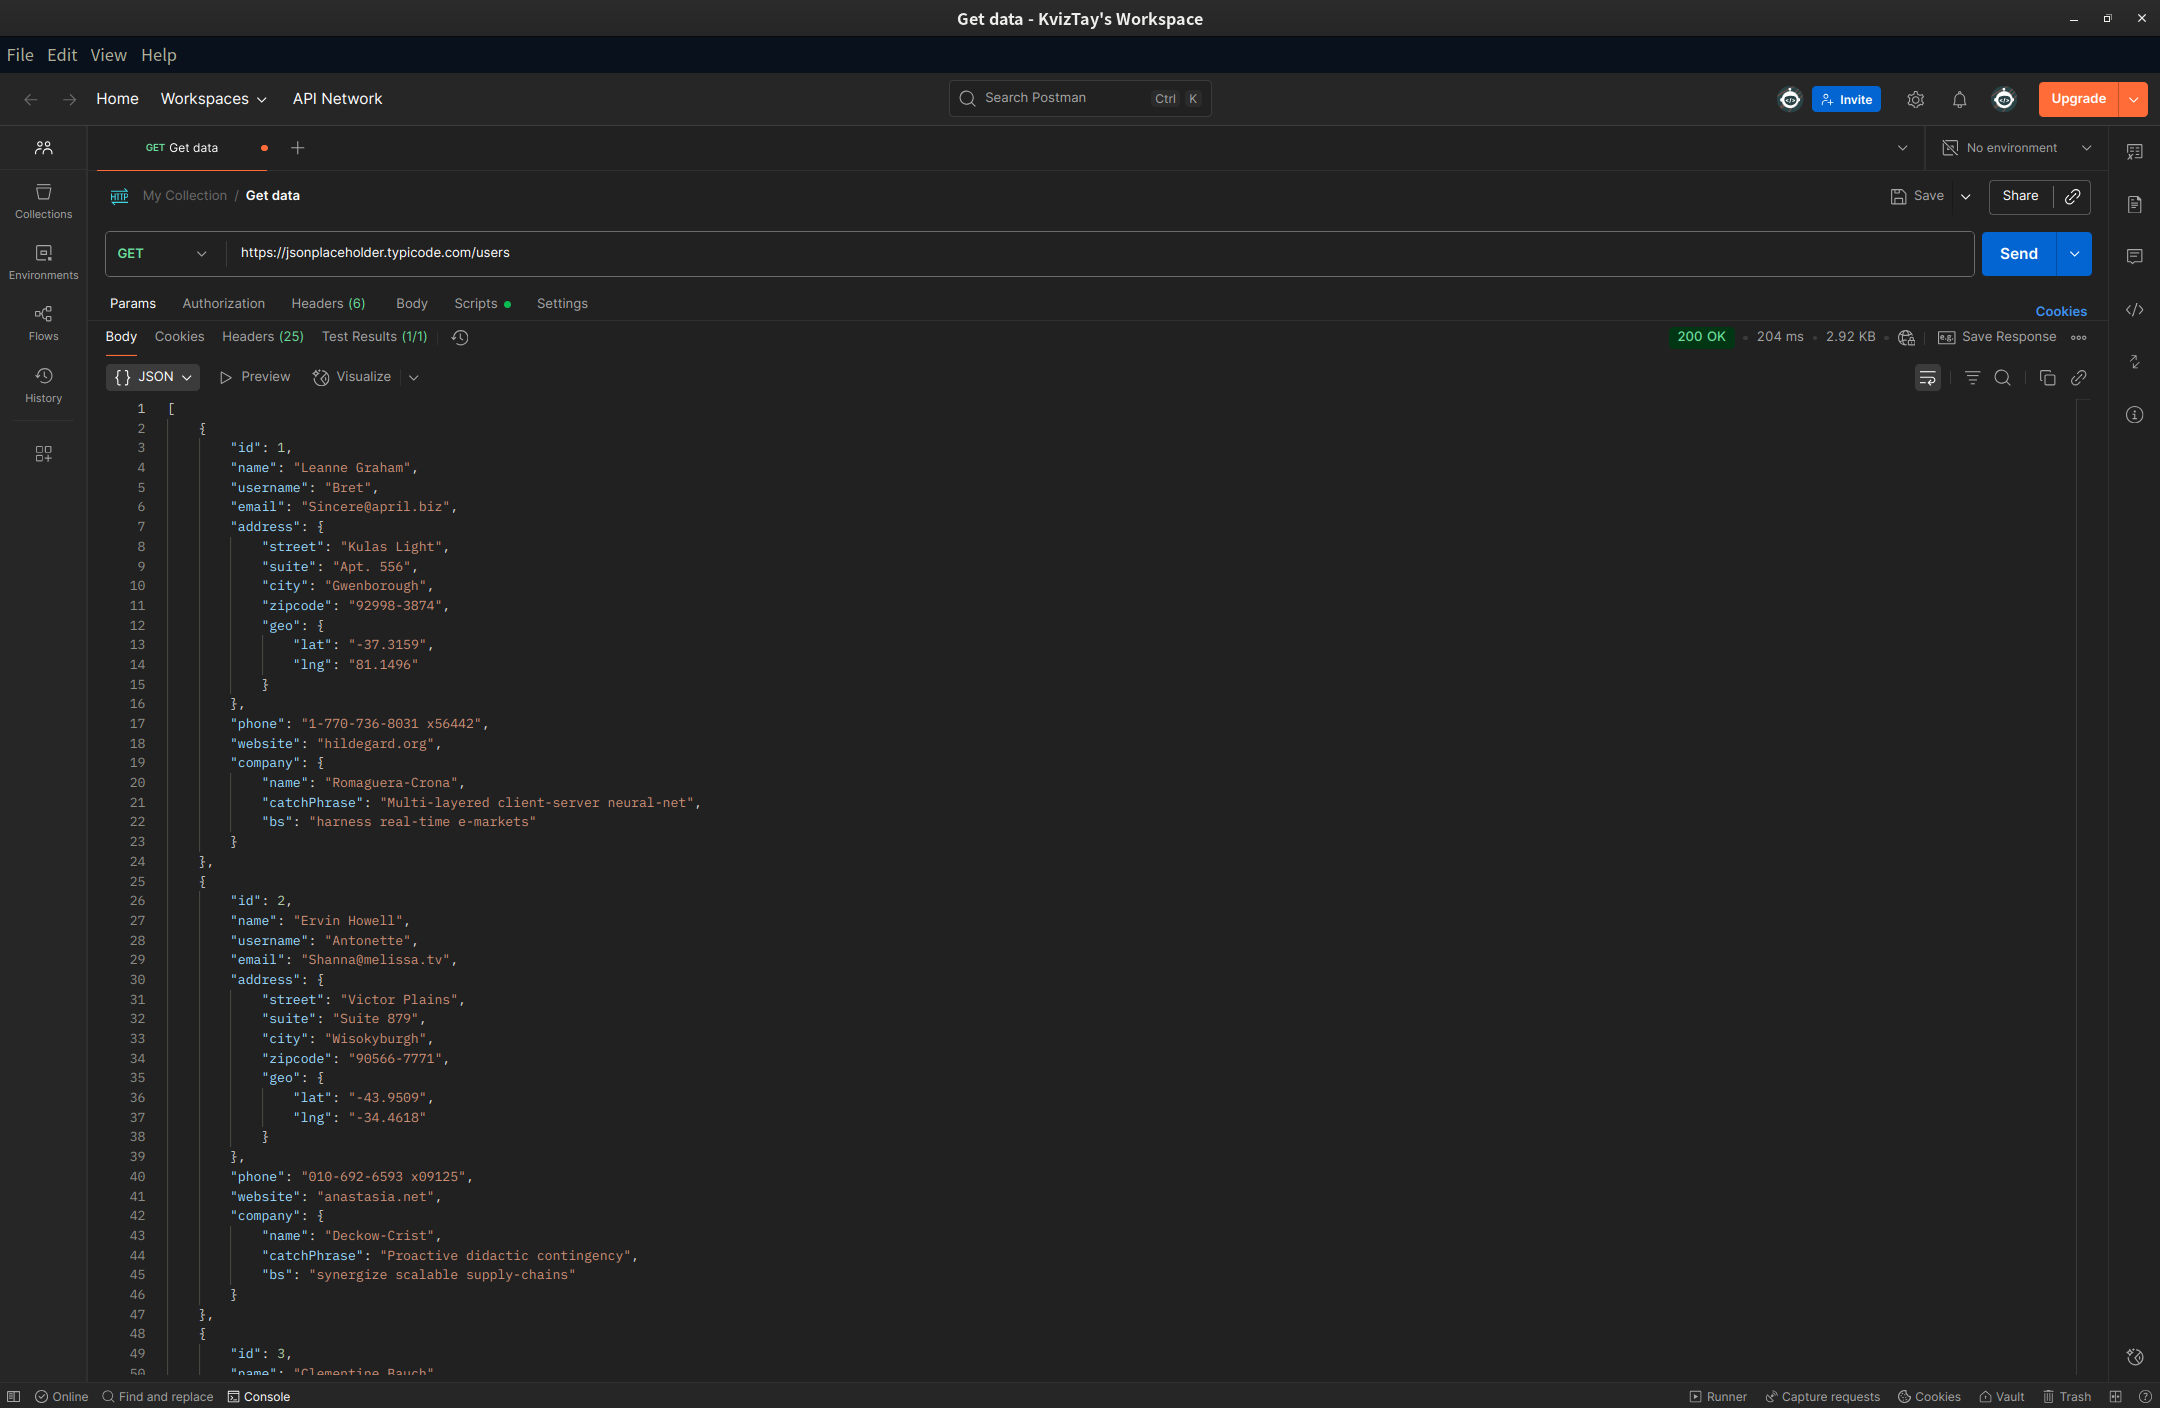 Get data - KvizTay's Workspace
File Edit View Help
Home Workspaces API Network Search Postman Ctrl K Invite Upgrade
GET Get data No environment
HTTP My Collection / Get data Save Share
GET https://jsonplaceholder.typicode.com/users Send
Params Authorization Headers (6) Body Scripts Settings Cookies
Body Cookies Headers (25) Test Results (1/1) 200 OK 204 ms 2.92 KB e.g. Save Response
{} JSON Preview Visualize
Collections
Environments
Flows
History
1 [
2 {
3 "id": 1,
4 "name": "Leanne Graham",
5 "username": "Bret",
6 "email": "Sincere@april.biz",
7 "address": {
8 "street": "Kulas Light",
9 "suite": "Apt. 556",
10 "city": "Gwenborough",
11 "zipcode": "92998-3874",
12 "geo": {
13 "lat": "-37.3159",
14 "lng": "81.1496"
15 }
16 },
17 "phone": "1-770-736-8031 x56442",
18 "website": "hildegard.org",
19 "company": {
20 "name": "Romaguera-Crona",
21 "catchPhrase": "Multi-layered client-server neural-net",
22 "bs": "harness real-time e-markets"
23 }
24 },
25 {
26 "id": 2,
27 "name": "Ervin Howell",
28 "username": "Antonette",
29 "email": "Shanna@melissa.tv",
30 "address": {
31 "street": "Victor Plains",
32 "suite": "Suite 879",
33 "city": "Wisokyburgh",
34 "zipcode": "90566-7771",
35 "geo": {
36 "lat": "-43.9509",
37 "lng": "-34.4618"
38 }
39 },
40 "phone": "010-692-6593 x09125",
41 "website": "anastasia.net",
42 "company": {
43 "name": "Deckow-Crist",
44 "catchPhrase": "Proactive didactic contingency",
45 "bs": "synergize scalable supply-chains"
46 }
47 },
48 {
49 "id": 3,
50 "name": "Clementine Bauch"
Online Find and replace Console Runner Capture requests Cookies Vault Trash